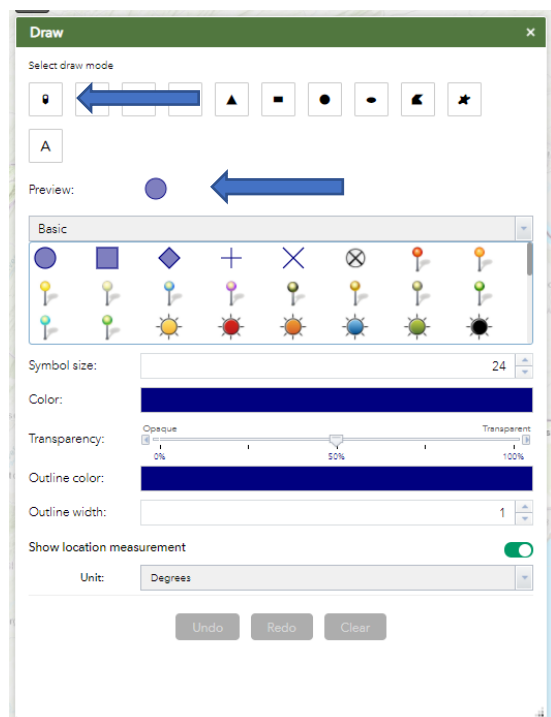 Draw ×
Select draw mode
A
Preview:
Basic
Symbol size: 24
Color:
Opaque Transparent
Transparency:
0% 50% 100%
Outline color:
Outline width: 1
Show location measurement
Unit: Degrees
Undo Redo Clear